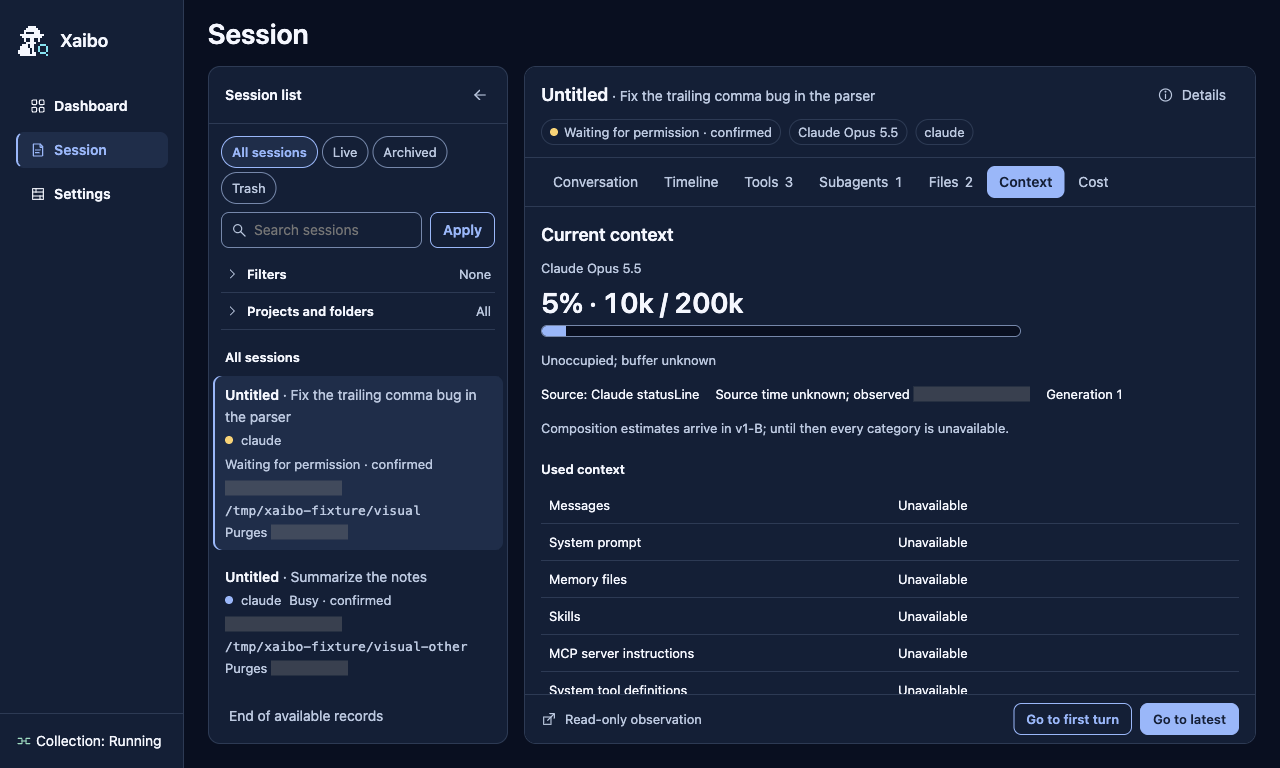 Xaibo
Dashboard
Session
Settings
Collection: Running
Session
Session list
All sessions
Live
Archived
Trash
Search sessions
Apply
Filters
None
Projects and folders
All
All sessions
Untitled · Fix the trailing comma bug in
the parser
claude
Waiting for permission · confirmed
/tmp/xaibo-fixture/visual
Purges
Untitled · Summarize the notes
claude Busy · confirmed
/tmp/xaibo-fixture/visual-other
Purges
End of available records
Untitled · Fix the trailing comma bug in the parser
Details
Waiting for permission · confirmed
Claude Opus 5.5
claude
Conversation
Timeline
Tools 3
Subagents 1
Files 2
Context
Cost
Current context
Claude Opus 5.5
5% · 10k / 200k
Unoccupied; buffer unknown
Source: Claude statusLine Source time unknown; observed Generation 1
Composition estimates arrive in v1-B; until then every category is unavailable.
Used context
Messages Unavailable
System prompt Unavailable
Memory files Unavailable
Skills Unavailable
MCP server instructions Unavailable
System tool definitions Unavailable
Read-only observation
Go to first turn
Go to latest